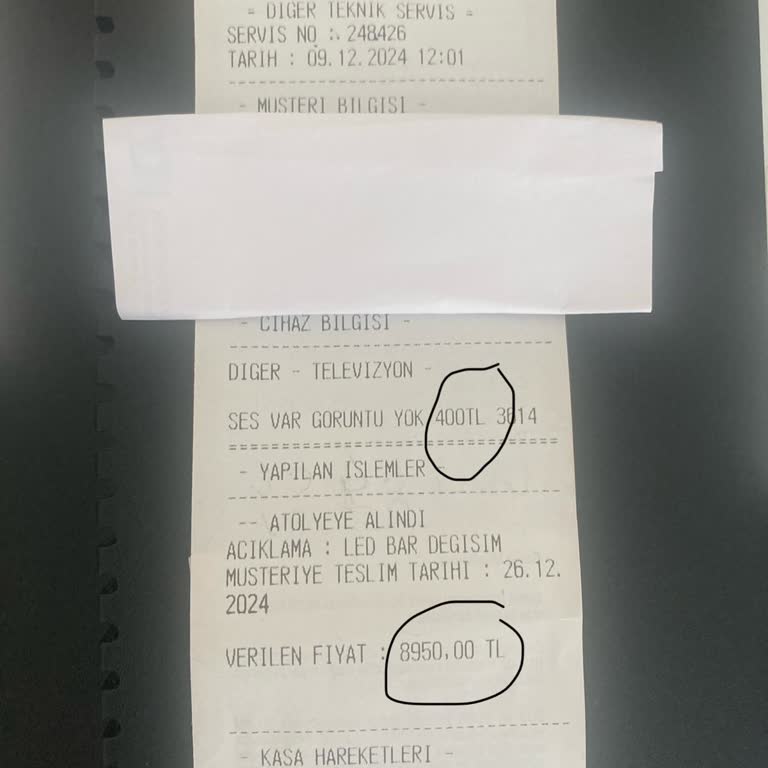 = DIGER TEKNIK SERVIS =
SERVIS NO :. 248426
TARIH : 09.12.2024 12:01
- MUSTERI BILGISI -
- CIHAZ BILGISI -
DIGER - TELEVIZYON -
SES VAR GORUNTU YOK 400TL 3614
- YAPILAN ISLEMLER -
-- ATOLYEYE ALINDI
ACIKLAMA : LED BAR DEGISIM
MUSTERIYE TESLIM TARIHI : 26.12.
2024
VERILEN FIYAT : 8950,00 TL
- KASA HAREKETLERI -